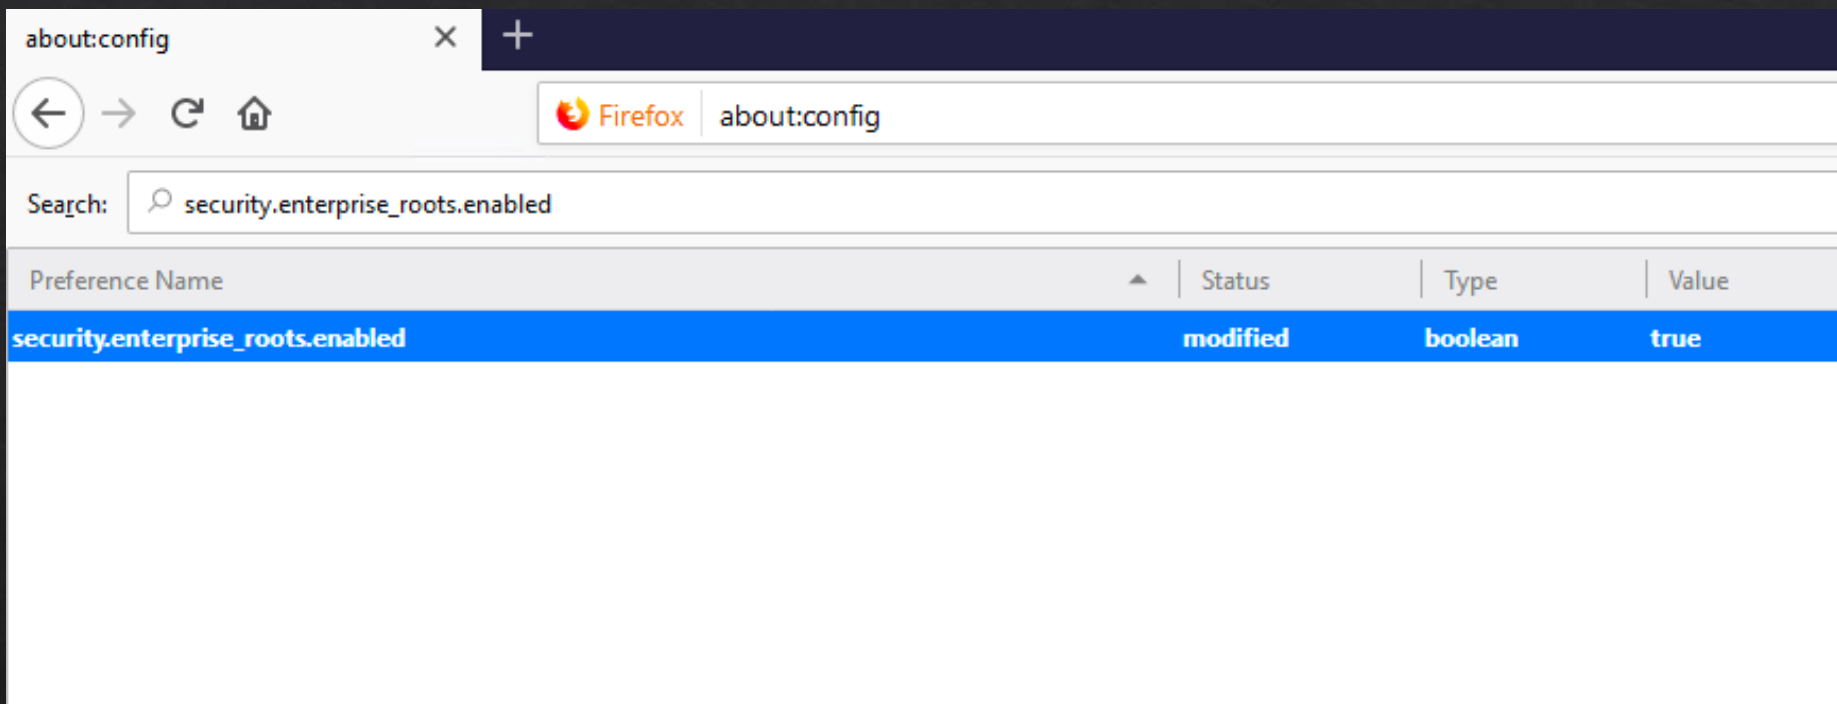 about:config
Firefox about:config
Search: security.enterprise_roots.enabled
Preference Name Status Type Value
security.enterprise_roots.enabled modified boolean true